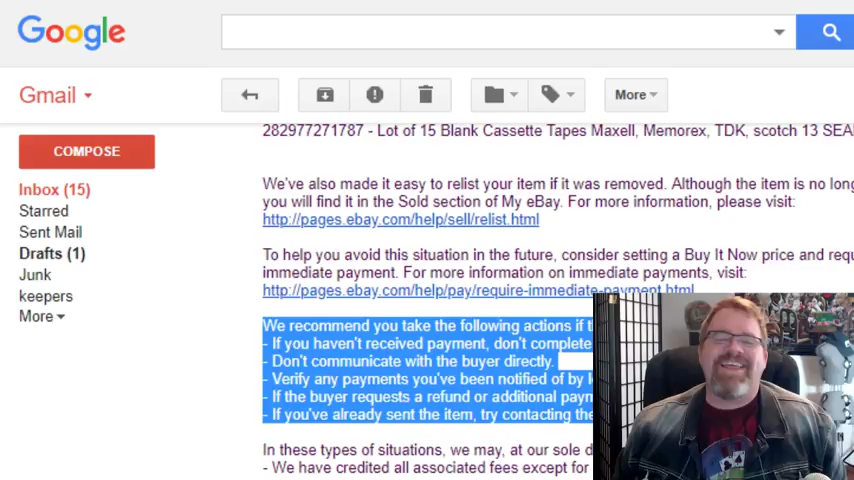 Google
Gmail
More
COMPOSE
Inbox (15)
Starred
Sent Mail
Drafts (1)
Junk
keepers
More
282977271787 - Lot of 15 Blank Cassette Tapes Maxell, Memorex, TDK, scotch 13 SEA
We've also made it easy to relist your item if it was removed. Although the item is no lon
you will find it in the Sold section of My eBay. For more information, please visit:
http://pages.ebay.com/help/sell/relist.html
To help you avoid this situation in the future, consider setting a Buy It Now price and requ
immediate payment. For more information on immediate payments, visit:
http://pages.ebay.com/help/pay/require-immediate-payment.html
We recommend you take the following actions if
- If you haven't received payment, don't complete
- Don't communicate with the buyer directly.
- Verify any payments you've been notified of by
- If the buyer requests a refund or additional
- If you've already sent the item, try contacting the
In these types of situations, we may, at our sole
- We have credited all associated fees except for